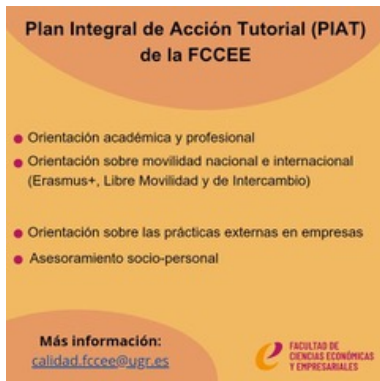 Plan Integral de Acción Tutorial (PIAT)
de la FCCEE
Orientación académica y profesional
Orientación sobre movilidad nacional e internacional
(Erasmus+, Libre Movilidad y de Intercambio)
Orientación sobre las prácticas externas en empresas
Asesoramiento socio-personal
Más información:
calidad.fccee@ugr.es
FACULTAD DE
CIENCIAS ECONÓMICAS
Y EMPRESARIALES